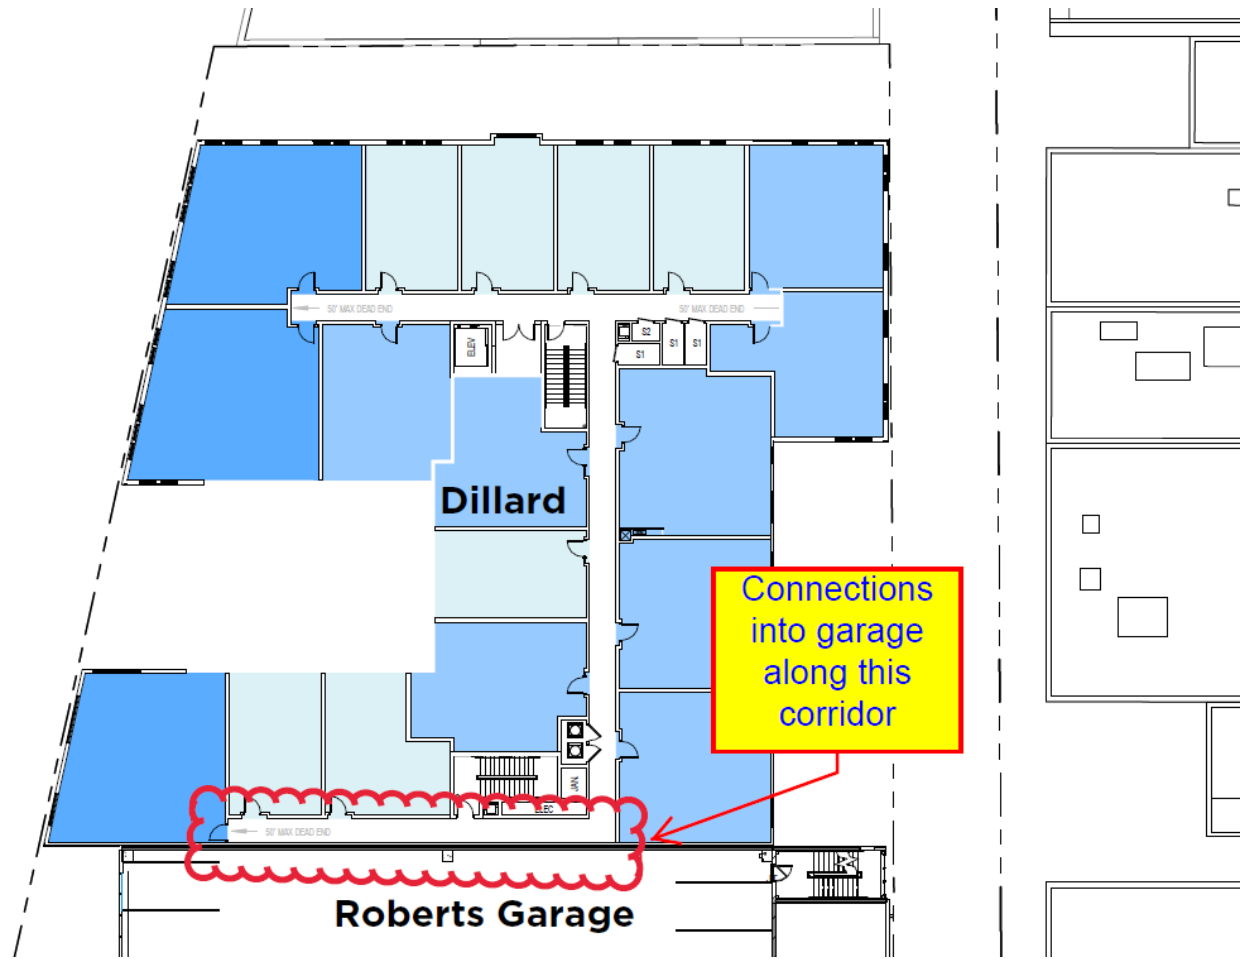 50' MAX DEAD END
50' MAX DEAD END
ELEV
S2
S1
S1
S1
Dillard
Connections
into garage
along this
corridor
JAN.
ELEC
50' MAX DEAD END
Roberts Garage